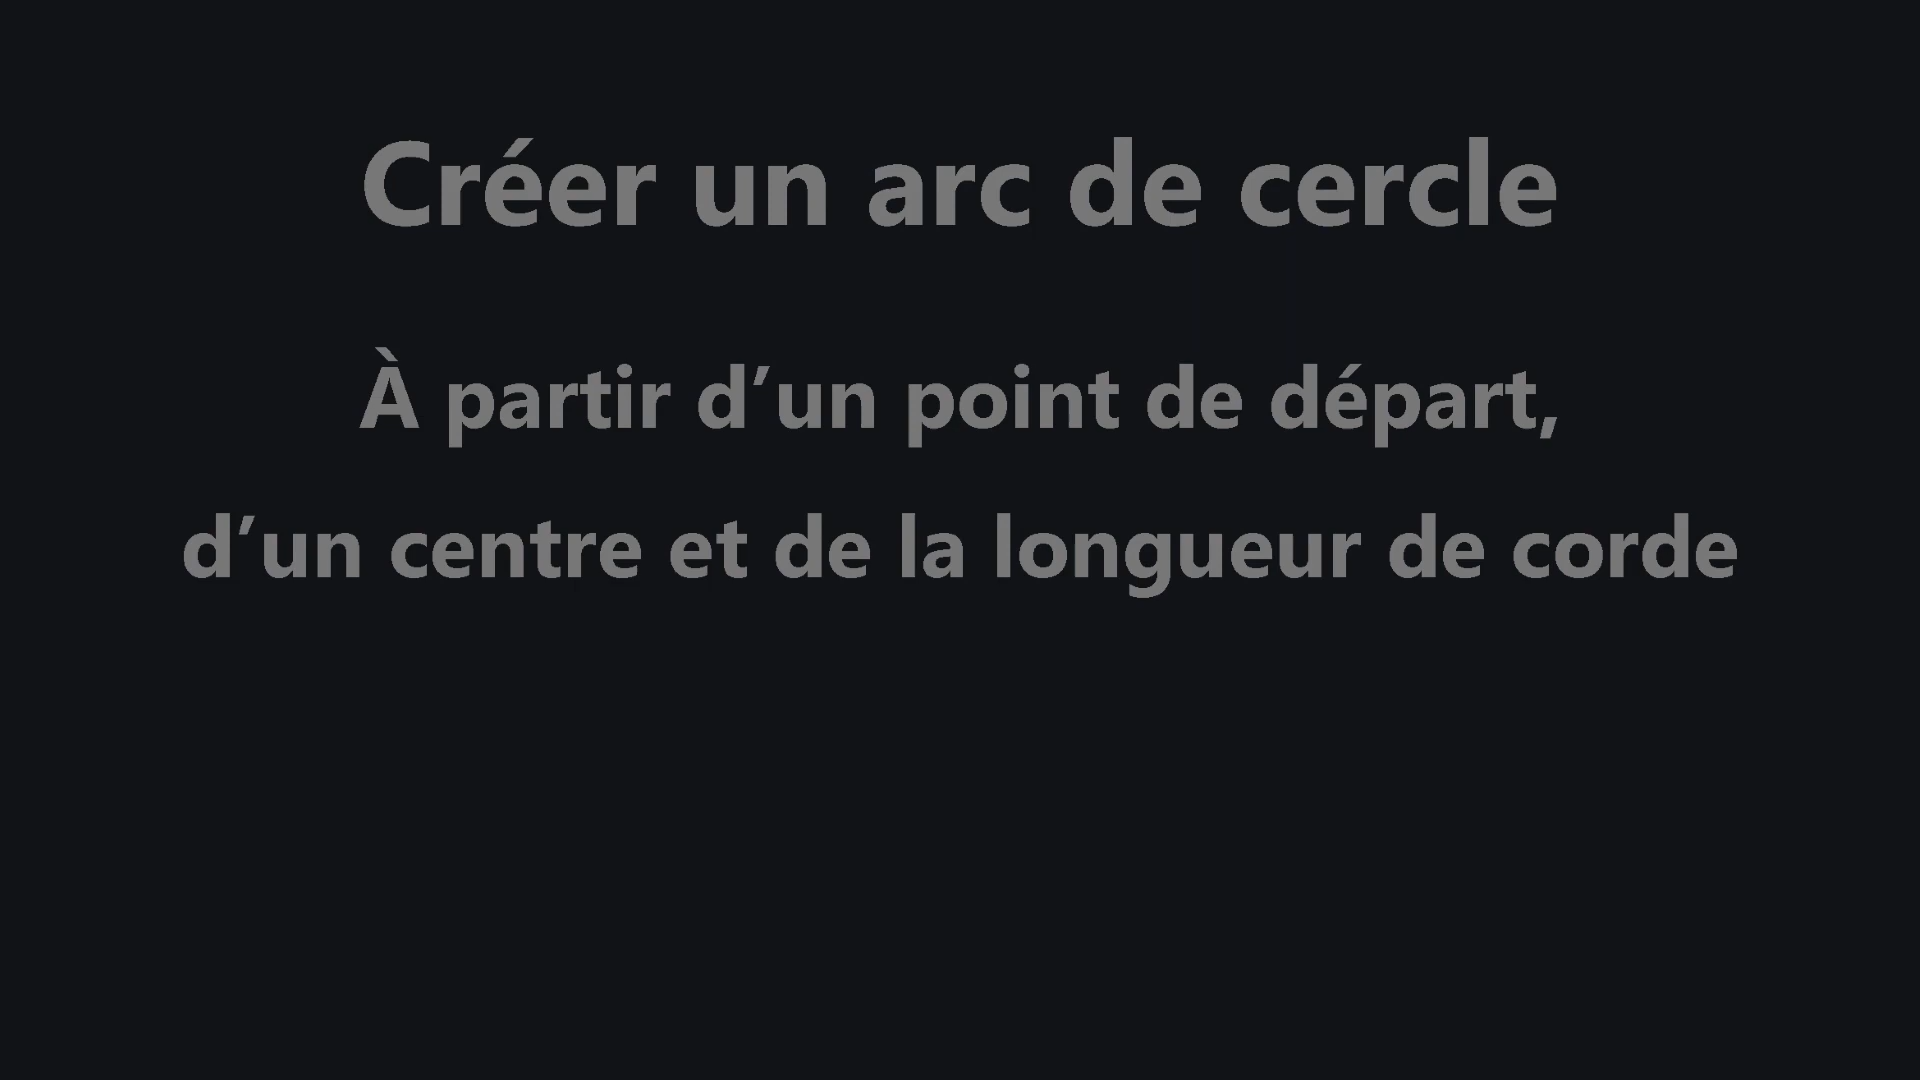 Créer un arc de cercle
À partir d’un point de départ,
d’un centre et de la longueur de corde